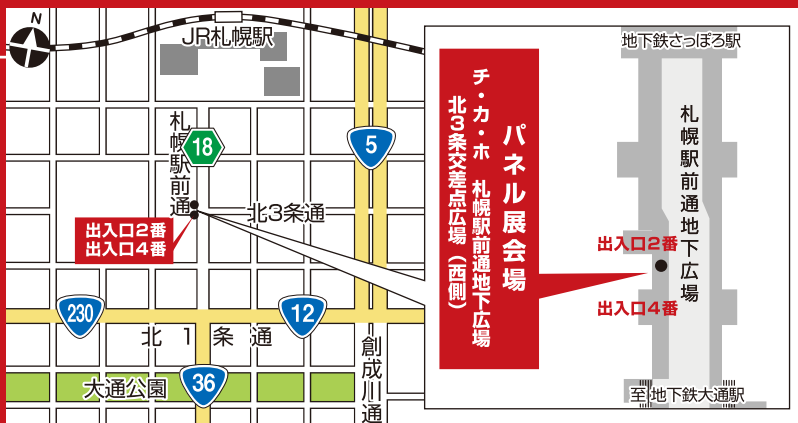 N
JR札幌駅
札幌駅前通
18
5
北3条通
出入口2番
出入口4番
230
12
北1条通
創成川通
36
大通公園
パネル展会場
チ・カ・ホ 札幌駅前通地下広場
北3条交差点広場(西側)
地下鉄さっぽろ駅
札幌駅前通地下広場
出入口2番
出入口4番
至 地下鉄大通駅